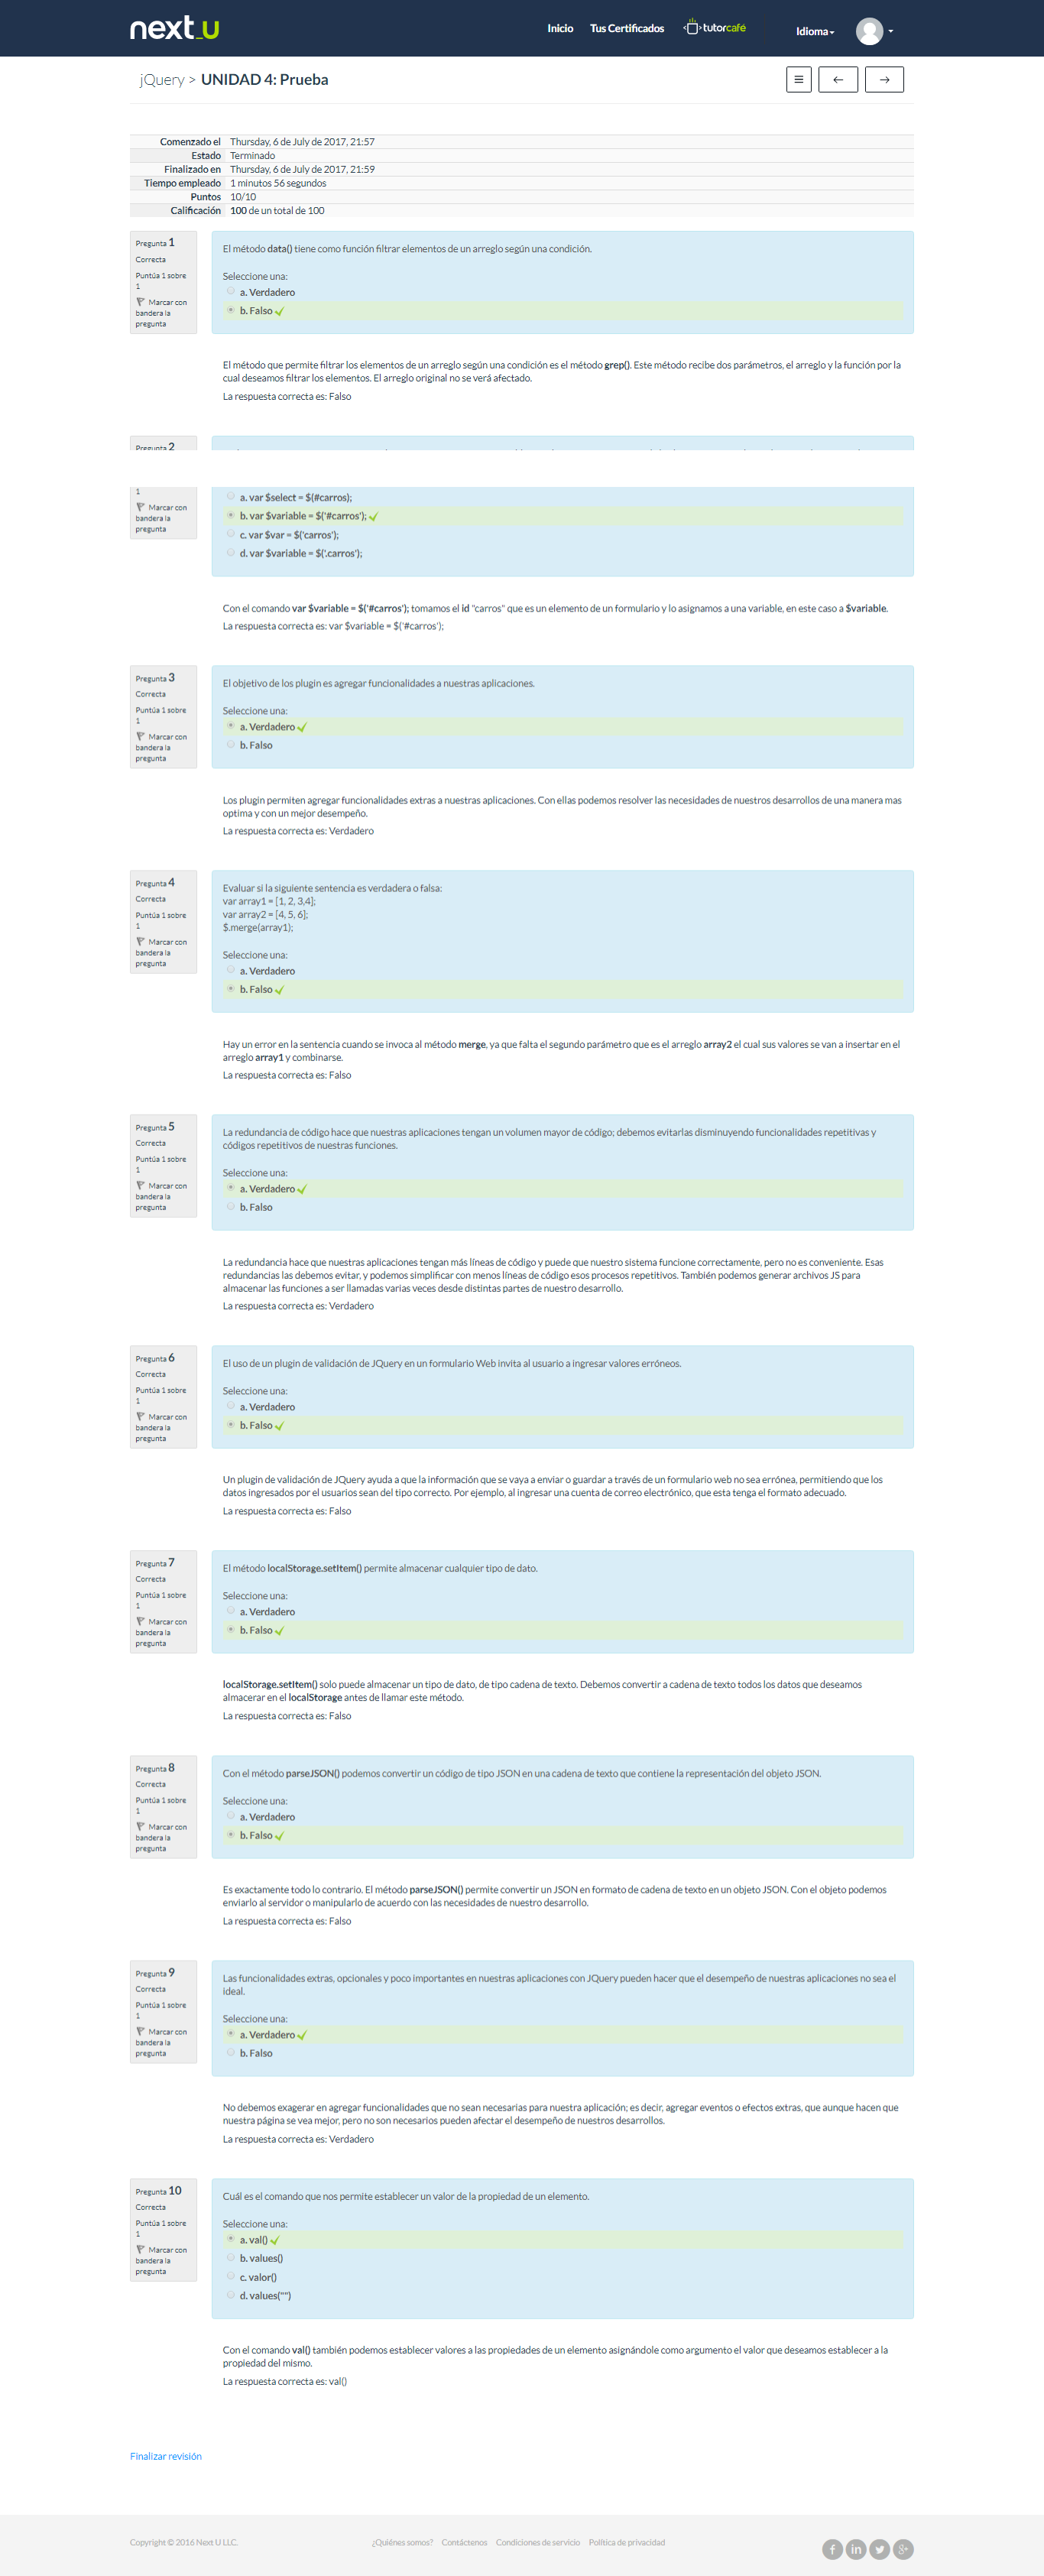 next_u
Inicio Tus Certificados tutorcafé Idioma
jQuery > UNIDAD 4: Prueba
Comenzado el Thursday, 6 de July de 2017, 21:57
Estado Terminado
Finalizado en Thursday, 6 de July de 2017, 21:59
Tiempo empleado 1 minutos 56 segundos
Puntos 10/10
Calificación 100 de un total de 100
Pregunta 1
Correcta
Puntúa 1 sobre
1
Marcar con
bandera la
pregunta
El método data() tiene como función filtrar elementos de un arreglo según una condición.
Seleccione una:
a. Verdadero
b. Falso
El método que permite filtrar los elementos de un arreglo según una condición es el método grep(). Este método recibe dos parámetros, el arreglo y la función por la
cual deseamos filtrar los elementos. El arreglo original no se verá afectado.
La respuesta correcta es: Falso
Pregunta 2
1
Marcar con
bandera la
pregunta
a. var $select = $(#carros);
b. var $variable = $('#carros');
c. var $var = $('carros');
d. var $variable = $('.carros');
Con el comando var $variable = $('#carros'); tomamos el id "carros" que es un elemento de un formulario y lo asignamos a una variable, en este caso a $variable.
La respuesta correcta es: var $variable = $('#carros');
Pregunta 3
Correcta
Puntúa 1 sobre
1
Marcar con
bandera la
pregunta
El objetivo de los plugin es agregar funcionalidades a nuestras aplicaciones.
Seleccione una:
a. Verdadero
b. Falso
Los plugin permiten agregar funcionalidades extras a nuestras aplicaciones. Con ellas podemos resolver las necesidades de nuestros desarrollos de una manera mas
optima y con un mejor desempeño.
La respuesta correcta es: Verdadero
Pregunta 4
Correcta
Puntúa 1 sobre
1
Marcar con
bandera la
pregunta
Evaluar si la siguiente sentencia es verdadera o falsa:
var array1 = [1, 2, 3,4];
var array2 = [4, 5, 6];
$.merge(array1);
Seleccione una:
a. Verdadero
b. Falso
Hay un error en la sentencia cuando se invoca al método merge, ya que falta el segundo parámetro que es el arreglo array2 el cual sus valores se van a insertar en el
arreglo array1 y combinarse.
La respuesta correcta es: Falso
Pregunta 5
Correcta
Puntúa 1 sobre
1
Marcar con
bandera la
pregunta
La redundancia de código hace que nuestras aplicaciones tengan un volumen mayor de código; debemos evitarlas disminuyendo funcionalidades repetitivas y
códigos repetitivos de nuestras funciones.
Seleccione una:
a. Verdadero
b. Falso
La redundancia hace que nuestras aplicaciones tengan más líneas de código y puede que nuestro sistema funcione correctamente, pero no es conveniente. Esas
redundancias las debemos evitar, y podemos simplificar con menos líneas de código esos procesos repetitivos. También podemos generar archivos JS para
almacenar las funciones a ser llamadas varias veces desde distintas partes de nuestro desarrollo.
La respuesta correcta es: Verdadero
Pregunta 6
Correcta
Puntúa 1 sobre
1
Marcar con
bandera la
pregunta
El uso de un plugin de validación de JQuery en un formulario Web invita al usuario a ingresar valores erróneos.
Seleccione una:
a. Verdadero
b. Falso
Un plugin de validación de JQuery ayuda a que la información que se vaya a enviar o guardar a través de un formulario web no sea errónea, permitiendo que los
datos ingresados por el usuarios sean del tipo correcto. Por ejemplo, al ingresar una cuenta de correo electrónico, que esta tenga el formato adecuado.
La respuesta correcta es: Falso
Pregunta 7
Correcta
Puntúa 1 sobre
1
Marcar con
bandera la
pregunta
El método localStorage.setItem() permite almacenar cualquier tipo de dato.
Seleccione una:
a. Verdadero
b. Falso
localStorage.setItem() solo puede almacenar un tipo de dato, de tipo cadena de texto. Debemos convertir a cadena de texto todos los datos que deseamos
almacerar en el localStorage antes de llamar este método.
La respuesta correcta es: Falso
Pregunta 8
Correcta
Puntúa 1 sobre
1
Marcar con
bandera la
pregunta
Con el método parseJSON() podemos convertir un código de tipo JSON en una cadena de texto que contiene la representación del objeto JSON.
Seleccione una:
a. Verdadero
b. Falso
Es exactamente todo lo contrario. El método parseJSON() permite convertir un JSON en formato de cadena de texto en un objeto JSON. Con el objeto podemos
enviarlo al servidor o manipularlo de acuerdo con las necesidades de nuestro desarrollo.
La respuesta correcta es: Falso
Pregunta 9
Correcta
Puntúa 1 sobre
1
Marcar con
bandera la
pregunta
Las funcionalidades extras, opcionales y poco importantes en nuestras aplicaciones con JQuery pueden hacer que el desempeño de nuestras aplicaciones no sea el
ideal.
Seleccione una:
a. Verdadero
b. Falso
No debemos exagerar en agregar funcionalidades que no sean necesarias para nuestra aplicación; es decir, agregar eventos o efectos extras, que aunque hacen que
nuestra página se vea mejor, pero no son necesarios pueden afectar el desempeño de nuestros desarrollos.
La respuesta correcta es: Verdadero
Pregunta 10
Correcta
Puntúa 1 sobre
1
Marcar con
bandera la
pregunta
Cuál es el comando que nos permite establecer un valor de la propiedad de un elemento.
Seleccione una:
a. val()
b. values()
c. valor()
d. values("")
Con el comando val() también podemos establecer valores a las propiedades de un elemento asignándole como argumento el valor que deseamos establecer a la
propiedad del mismo.
La respuesta correcta es: val()
Finalizar revisión
Copyright © 2016 Next U LLC. ¿Quiénes somos? Contáctenos Condiciones de servicio Política de privacidad